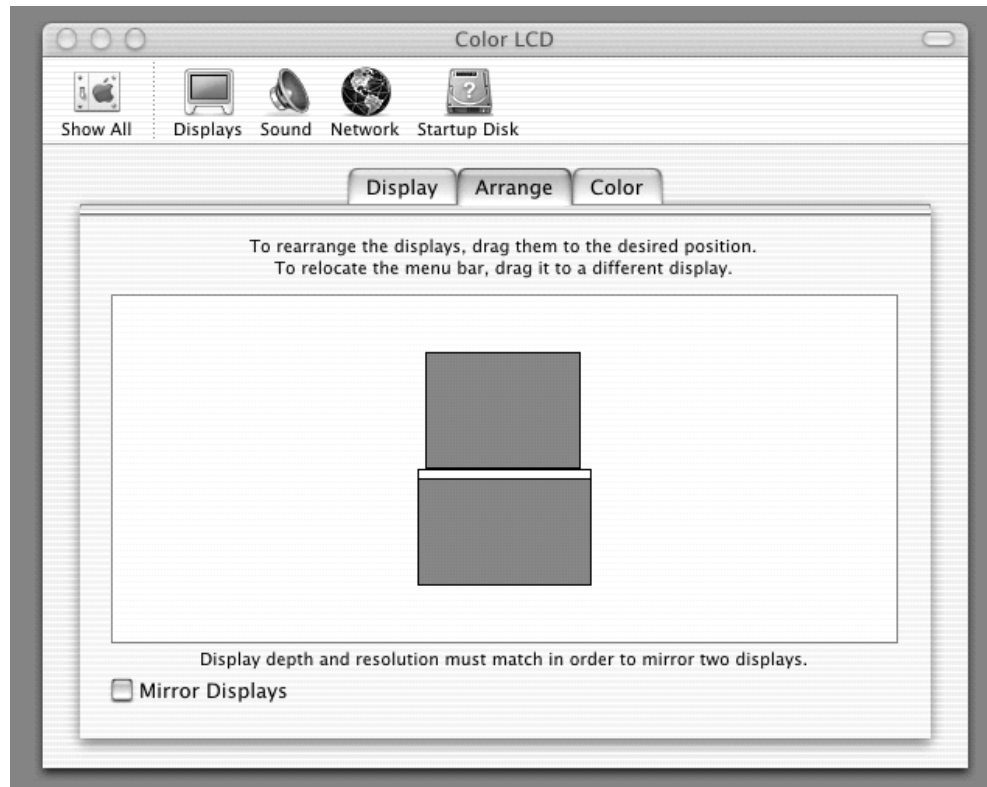 Color LCD
Show All Displays Sound Network Startup Disk
Display Arrange Color
To rearrange the displays, drag them to the desired position.
To relocate the menu bar, drag it to a different display.
Display depth and resolution must match in order to mirror two displays.
Mirror Displays